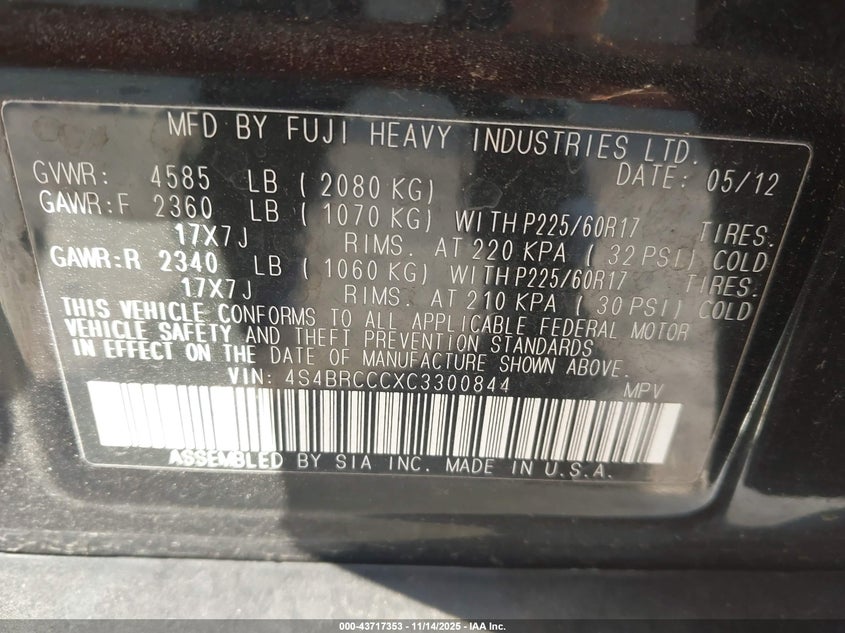 MFD BY FUJI HEAVY INDUSTRIES LTD.
DATE: 05/12
GVWR: 4585 LB ( 2080 KG)
GAWR:F 2360 LB ( 1070 KG) WITH P225/60R17 TIRES.
17X7J RIMS. AT 220 KPA ( 32 PSI) COLD
GAWR:R 2340 LB ( 1060 KG) WITH P225/60R17 TIRES.
17X7J RIMS. AT 210 KPA ( 30 PSI) COLD
THIS VEHICLE CONFORMS TO ALL APPLICABLE FEDERAL MOTOR
VEHICLE SAFETY AND THEFT PREVENTION STANDARDS
IN EFFECT ON THE DATE OF MANUFACTURE SHOWN ABOVE.
VIN: 4S4BRCCCXC3300844 MPV
ASSEMBLED BY SIA INC. MADE IN U.S.A.
000-43717353 - 11/14/2025 - IAA Inc.